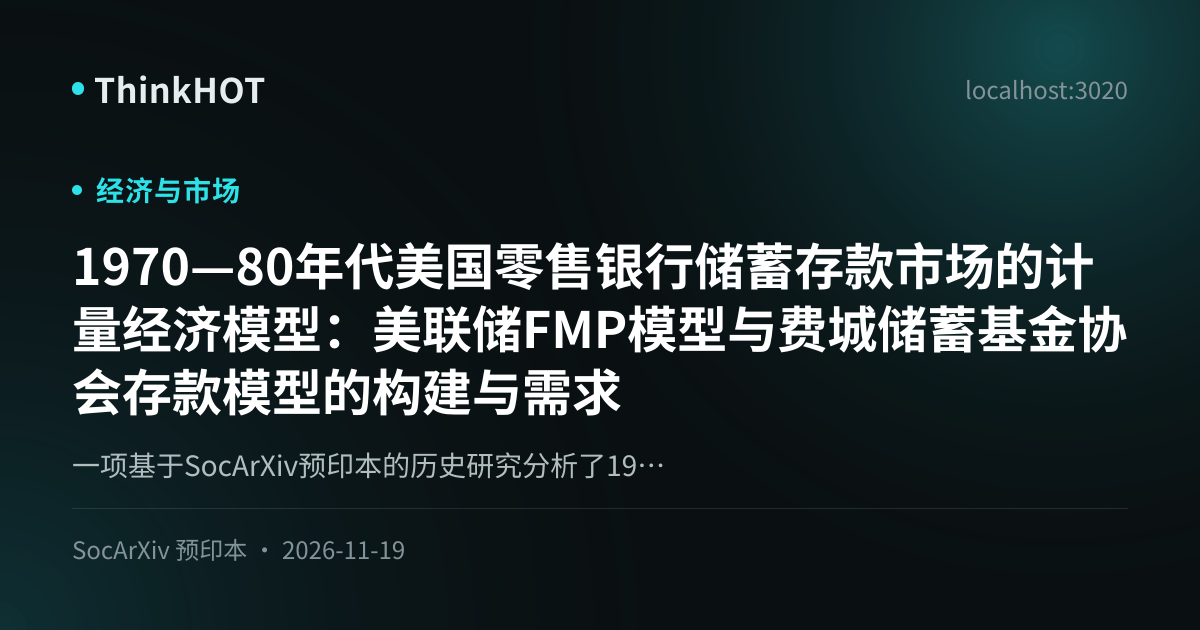 ThinkHOT
localhost:3020
经济与市场
1970—80年代美国零售银行储蓄存款市场的计
量经济模型：美联储FMP模型与费城储蓄基金协
会存款模型的构建与需求
一项基于SocArXiv预印本的历史研究分析了19…
SocArXiv 预印本 · 2026-11-19